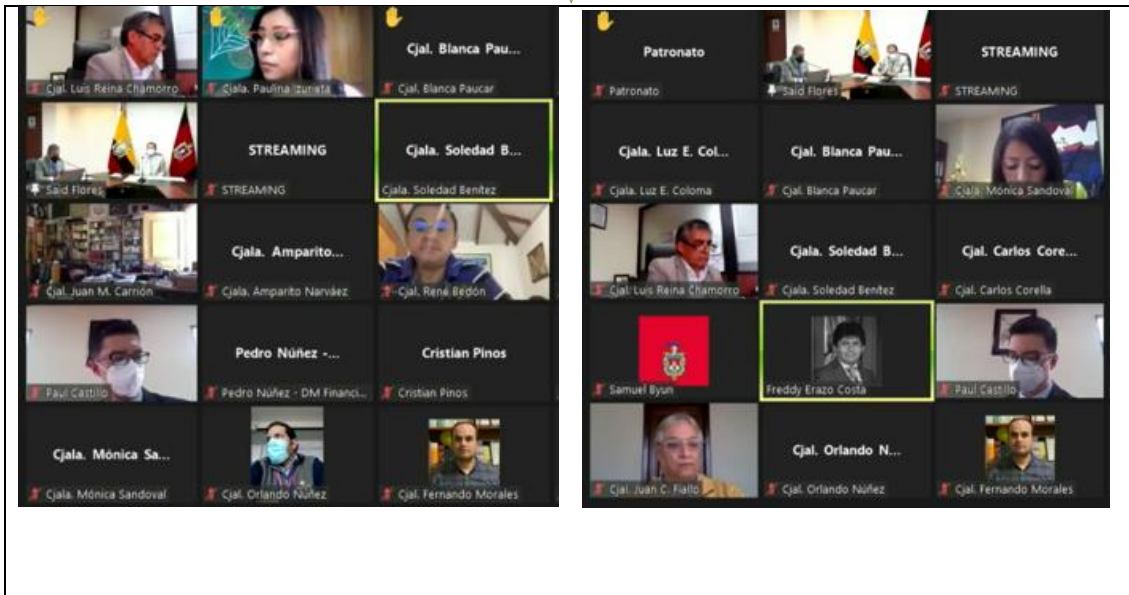 Cjal. Luis Reina Chamorro
Cjala. Paulina Izurieta
Cjal. Blanca Pau...
Cjal. Blanca Paucar
Said Flores
STREAMING
STREAMING
Cjala. Soledad B...
Cjala. Soledad Benítez
Cjal. Juan M. Carrión
Cjala. Amparito...
Cjala. Amparito Narváez
Cjal. René Bedón
Paul Castillo
Pedro Núñez -...
Pedro Núñez - DM Financi...
Cristian Pinos
Cristian Pinos
Cjala. Mónica Sa...
Cjala. Mónica Sandoval
Cjal. Orlando Núñez
Cjal. Fernando Morales
Patronato
Patronato
Said Flores
STREAMING
STREAMING
Cjala. Luz E. Col...
Cjala. Luz E. Coloma
Cjal. Blanca Pau...
Cjal. Blanca Paucar
Cjala. Mónica Sandoval
Cjal. Luis Reina Chamorro
Cjala. Soledad B...
Cjala. Soledad Benítez
Cjal. Carlos Core...
Cjal. Carlos Corella
Samuel Byun
Freddy Erazo Costa
Paul Castillo
Cjal. Juan C. Fiallo
Cjal. Orlando N...
Cjal. Orlando Núñez
Cjal. Fernando Morales